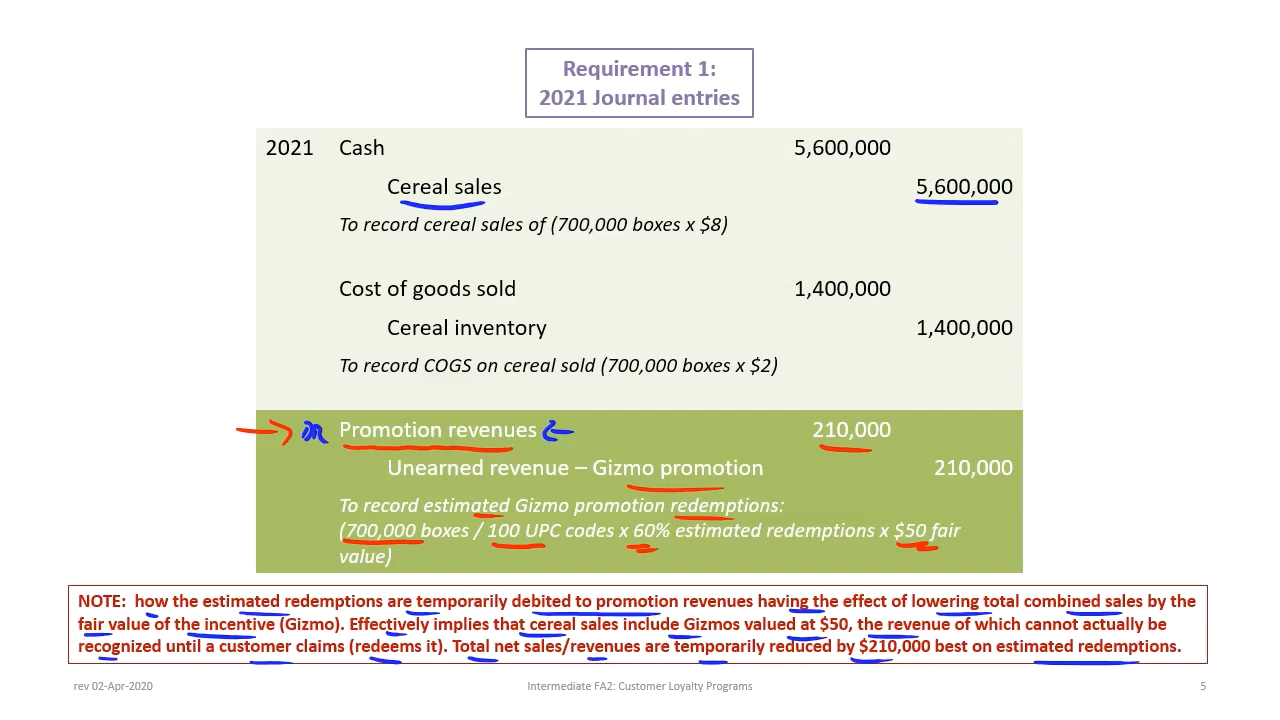 Requirement 1:
2021 Journal entries
2021 Cash 5,600,000
Cereal sales 5,600,000
To record cereal sales of (700,000 boxes x $8)
Cost of goods sold 1,400,000
Cereal inventory 1,400,000
To record COGS on cereal sold (700,000 boxes x $2)
Promotion revenues 210,000
Unearned revenue – Gizmo promotion 210,000
To record estimated Gizmo promotion redemptions:
(700,000 boxes / 100 UPC codes x 60% estimated redemptions x $50 fair
value)
NOTE: how the estimated redemptions are temporarily debited to promotion revenues having the effect of lowering total combined sales by the
fair value of the incentive (Gizmo). Effectively implies that cereal sales include Gizmos valued at $50, the revenue of which cannot actually be
recognized until a customer claims (redeems it). Total net sales/revenues are temporarily reduced by $210,000 best on estimated redemptions.
rev 02-Apr-2020 Intermediate FA2: Customer Loyalty Programs 5